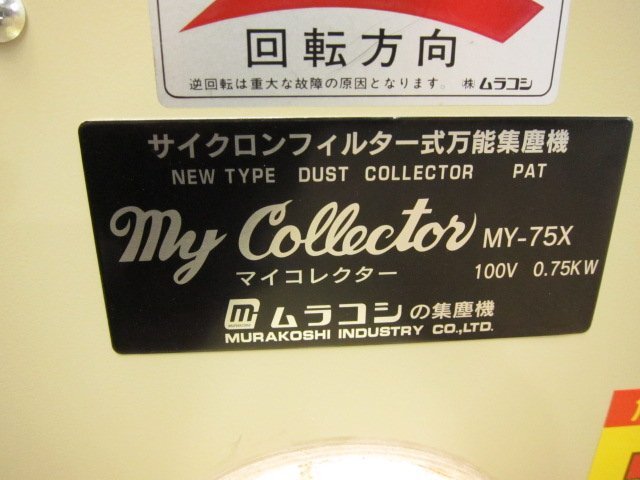 回転方向
逆回転は重大な故障の原因となります。 ㈱ ムラコシ
サイクロンフィルター式万能集塵機
NEW TYPE DUST COLLECTOR PAT
My Collector MY-75X
マイコレクター 100V 0.75KW
m ムラコシの集塵機
MURAKOSHI INDUSTRY CO.,LTD.